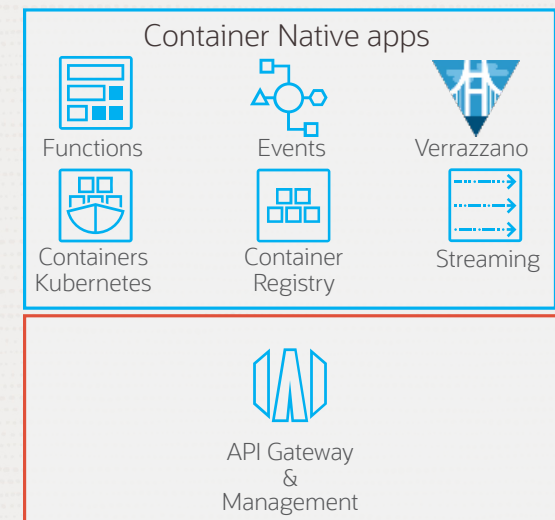 Container Native apps
Functions
Events
Verrazzano
Containers
Kubernetes
Container
Registry
Streaming
API Gateway
&
Management